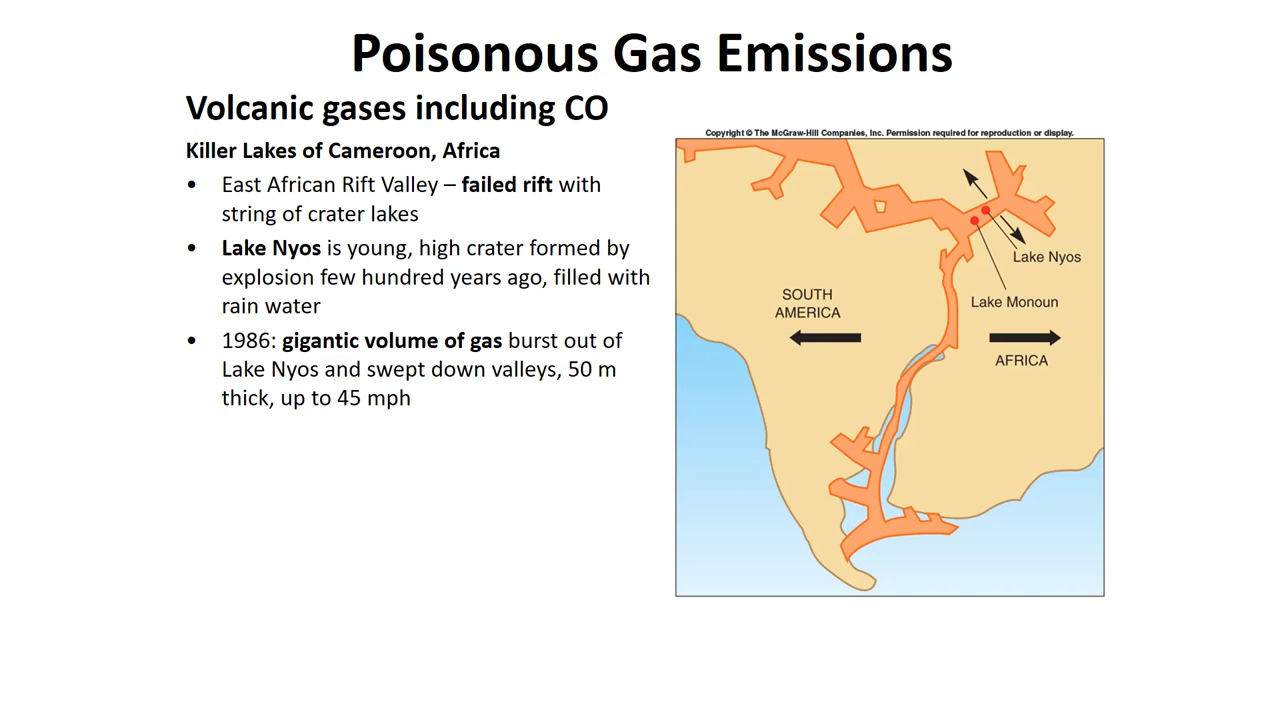 Poisonous Gas Emissions
Volcanic gases including CO
Killer Lakes of Cameroon, Africa
• East African Rift Valley – failed rift with
string of crater lakes
• Lake Nyos is young, high crater formed by
explosion few hundred years ago, filled with
rain water
• 1986: gigantic volume of gas burst out of
Lake Nyos and swept down valleys, 50 m
thick, up to 45 mph
Copyright © The McGraw-Hill Companies, Inc. Permission required for reproduction or display.
Lake Nyos
Lake Monoun
SOUTH
AMERICA
AFRICA